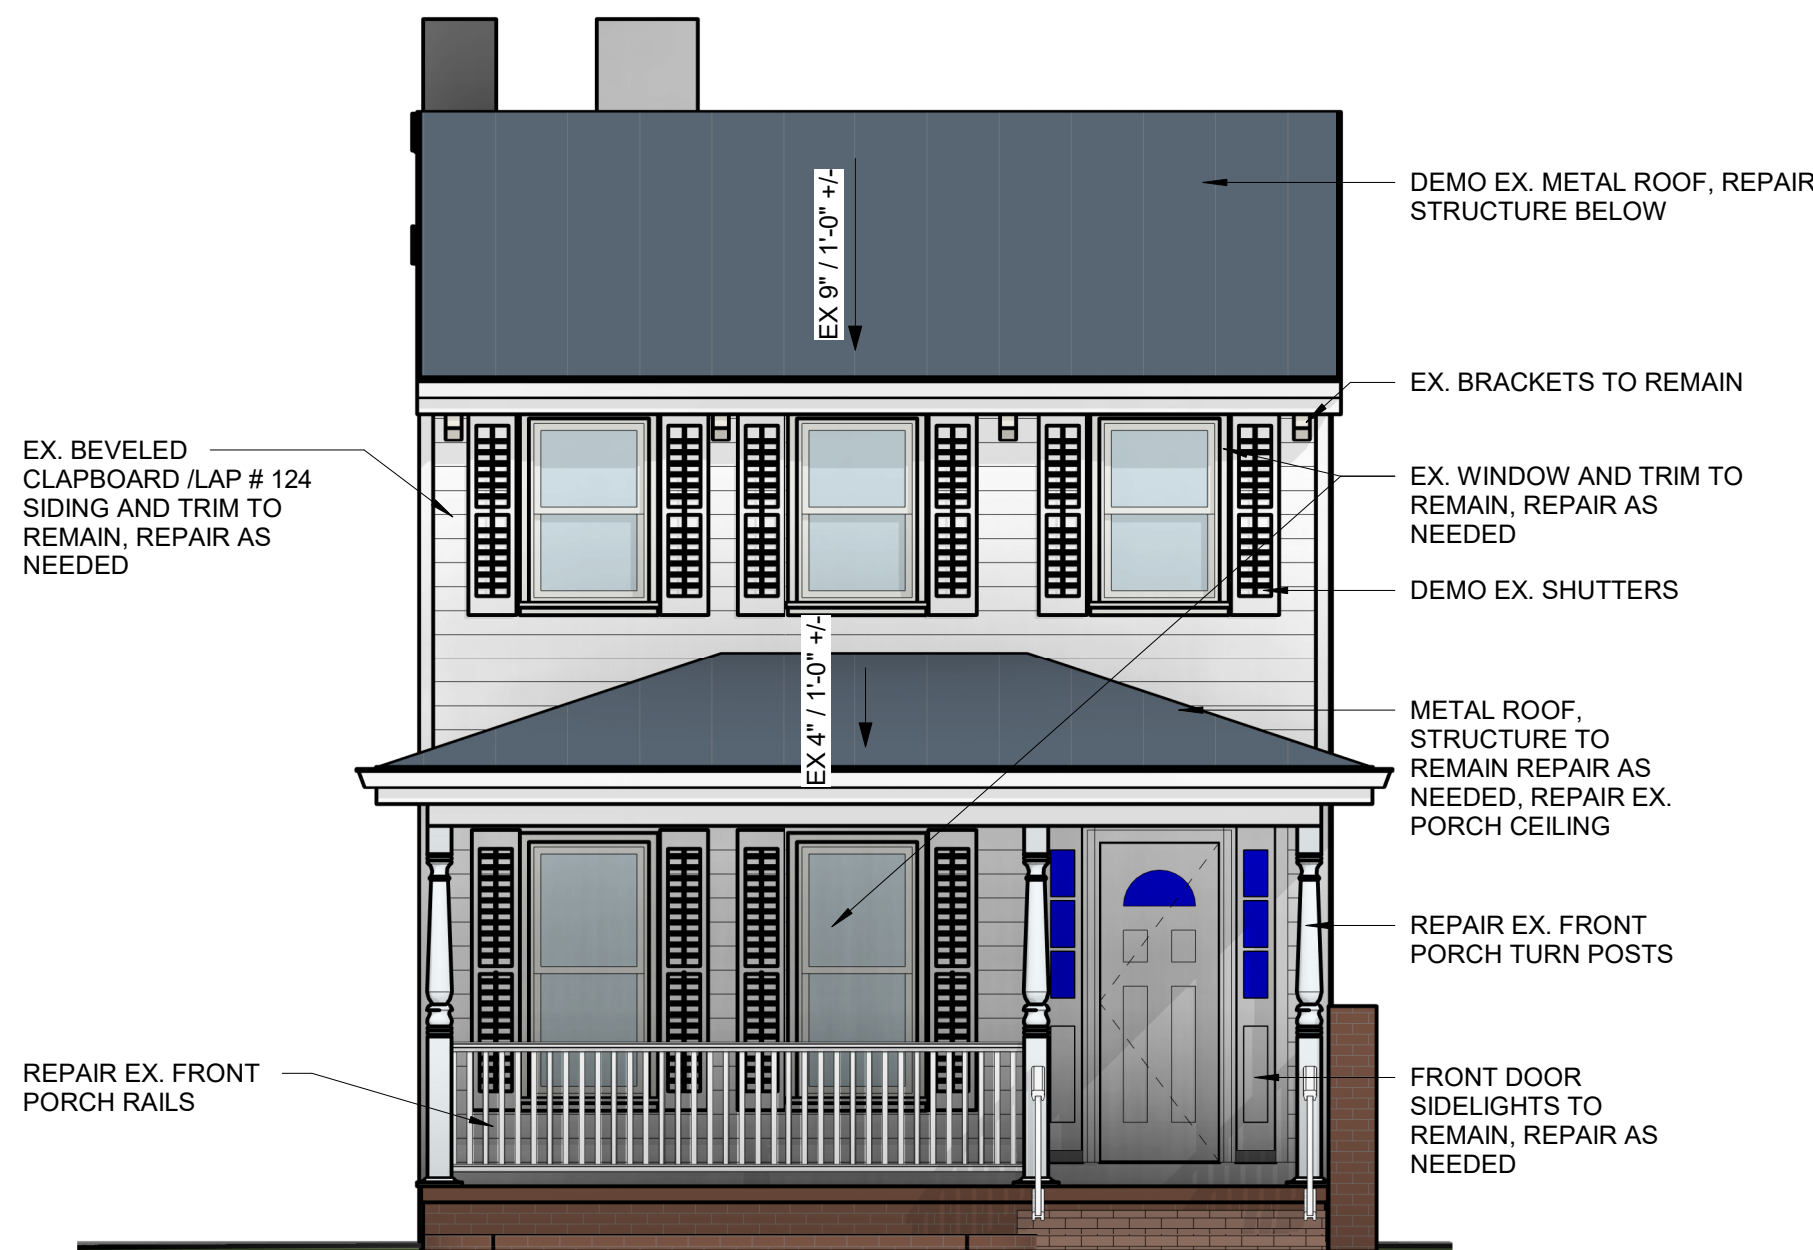 DEMO EX. METAL ROOF, REPAIR
STRUCTURE BELOW
EX 9" / 1'-0" +/-
EX. BRACKETS TO REMAIN
EX. BEVELED
CLAPBOARD /LAP # 124
SIDING AND TRIM TO
REMAIN, REPAIR AS
NEEDED
EX. WINDOW AND TRIM TO
REMAIN, REPAIR AS
NEEDED
DEMO EX. SHUTTERS
EX 4" / 1'-0" +/-
METAL ROOF,
STRUCTURE TO
REMAIN REPAIR AS
NEEDED, REPAIR EX.
PORCH CEILING
REPAIR EX. FRONT
PORCH TURN POSTS
REPAIR EX. FRONT
PORCH RAILS
FRONT DOOR
SIDELIGHTS TO
REMAIN, REPAIR AS
NEEDED